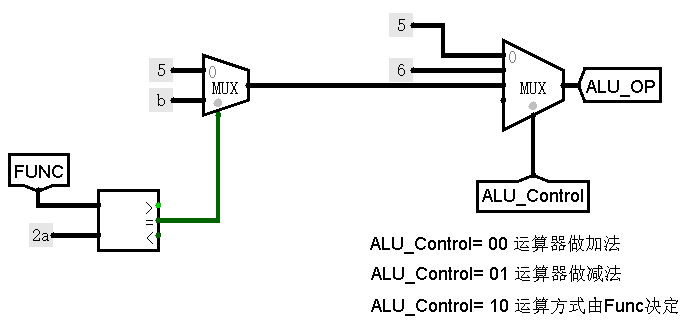 5
5
0
0
6
MUX
MUX
b
ALU_OP
FUNC
ALU_Control
>
=
<
2a
ALU_Control= 00 运算器做加法
ALU_Control= 01 运算器做减法
ALU_Control= 10 运算方式由Func决定